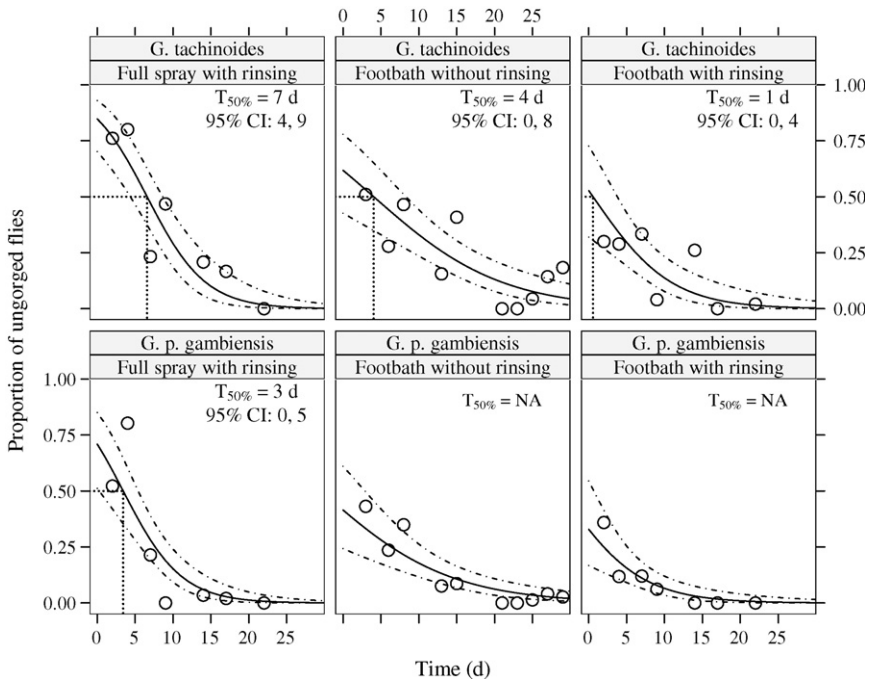 0 5 10 15 20 25
G. tachinoides
Full spray with rinsing
T50% = 7 d
95% CI: 4, 9
G. tachinoides
Footbath without rinsing
T50% = 4 d
95% CI: 0, 8
G. tachinoides
Footbath with rinsing
T50% = 1 d
95% CI: 0, 4
1.00
0.75
0.50
0.25
0.00
G. p. gambiensis
Full spray with rinsing
T50% = 3 d
95% CI: 0, 5
G. p. gambiensis
Footbath without rinsing
T50% = NA
G. p. gambiensis
Footbath with rinsing
T50% = NA
1.00
0.75
0.50
0.25
0.00
0 5 10 15 20 25
0 5 10 15 20 25
Proportion of ungorged flies
Time (d)